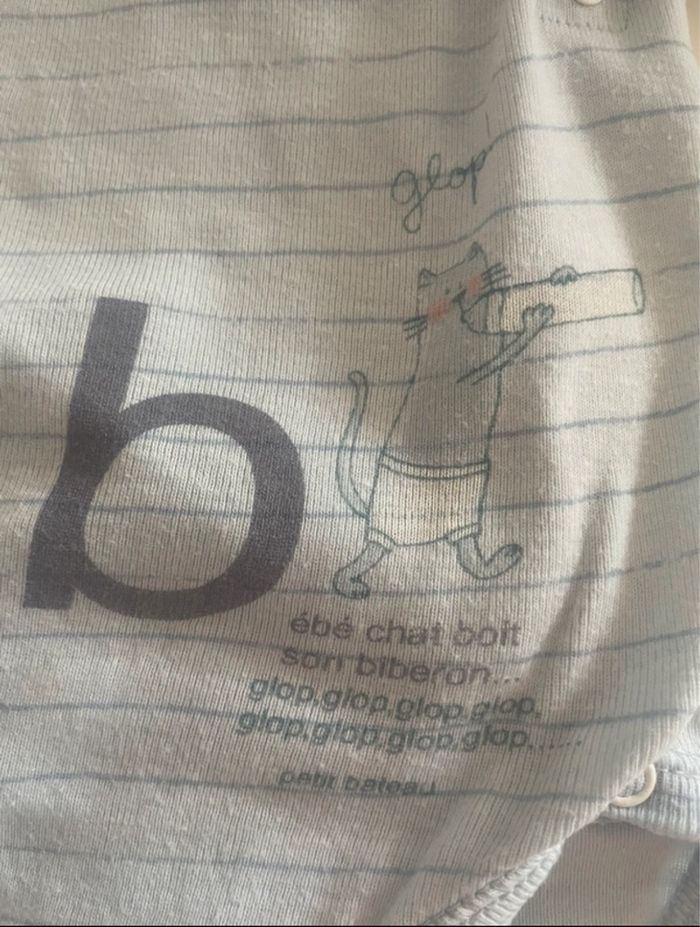 glop
b
ébé chat boit
son biberon...
glop,glop,glop,glop,
glop,glop,glop,glop......
petit bateau